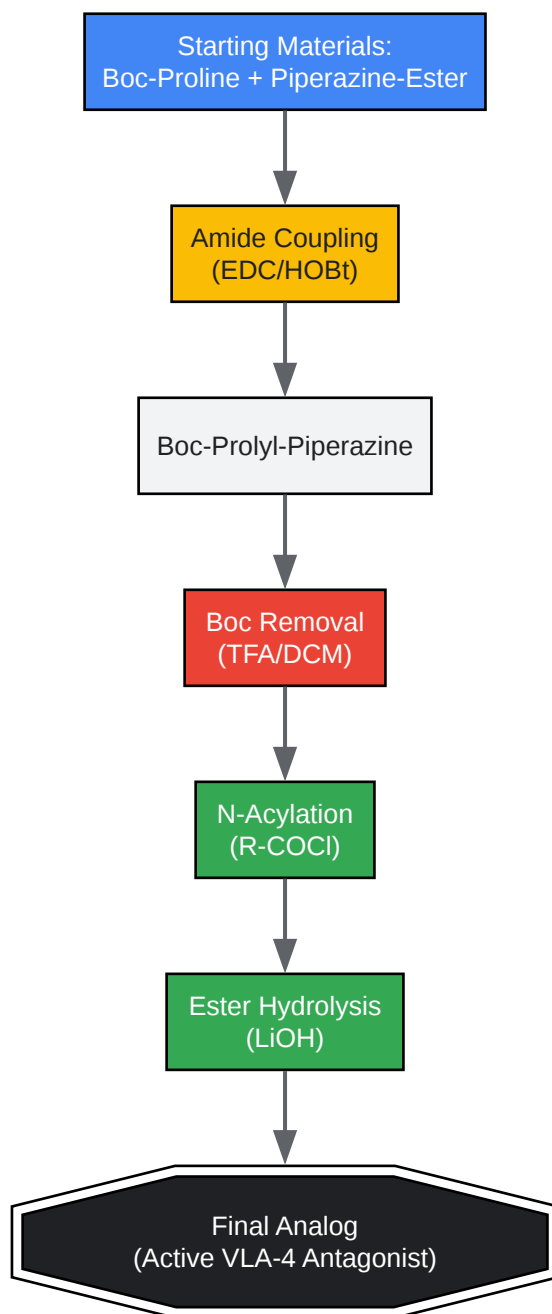 Starting Materials:
Boc-Proline + Piperazine-Ester
Amide Coupling
(EDC/HOBt)
Boc-Prolyl-Piperazine
Boc Removal
(TFA/DCM)
N-Acylation
(R-COCl)
Ester Hydrolysis
(LiOH)
Final Analog
(Active VLA-4 Antagonist)